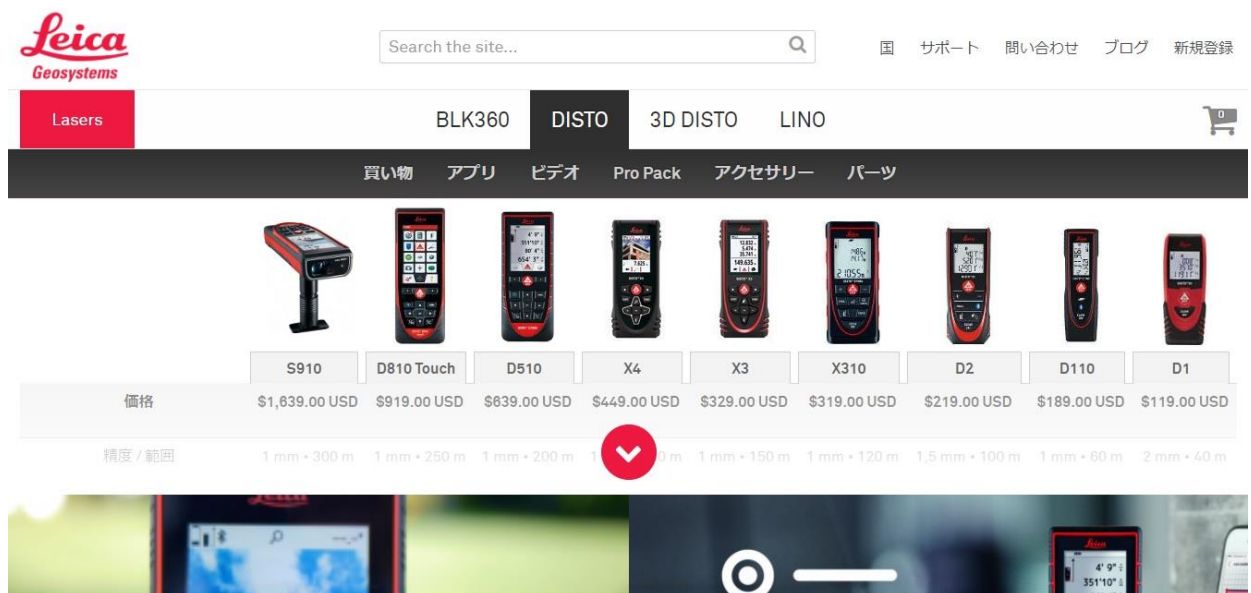 Leica
Geosystems
Search the site...
国 サポート 問い合わせ ブログ 新規登録
Lasers
BLK360 DISTO 3D DISTO LINO
0
買い物 アプリ ビデオ Pro Pack アクセサリー パーツ
S910 D810 Touch D510 X4 X3 X310 D2 D110 D1
価格 $1,639.00 USD $919.00 USD $639.00 USD $449.00 USD $329.00 USD $319.00 USD $219.00 USD $189.00 USD $119.00 USD
精度 / 範囲 1 mm • 300 m 1 mm • 250 m 1 mm • 200 m 1 mm • 150 m 1 mm • 120 m 1,5 mm • 100 m 1 mm • 60 m 2 mm • 40 m
Leica
Leica
4' 9"
351'10"